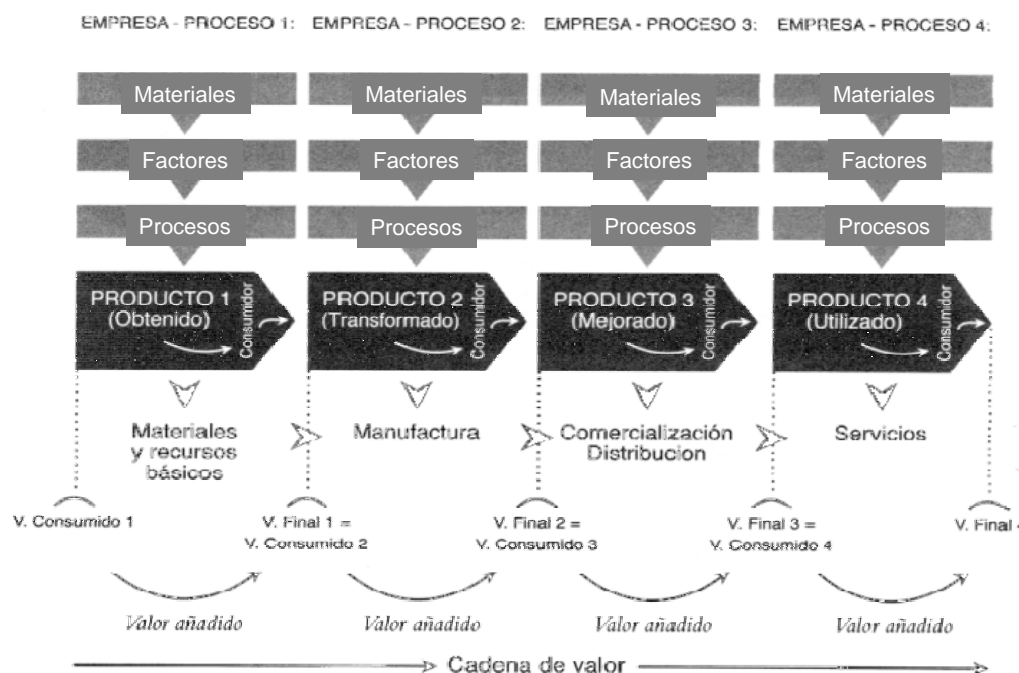 EMPRESA - PROCESO 1:
EMPRESA - PROCESO 2:
EMPRESA - PROCESO 3:
EMPRESA - PROCESO 4:
Materiales
Materiales
Materiales
Materiales
Factores
Factores
Factores
Factores
Procesos
Procesos
Procesos
Procesos
PRODUCTO 1
(Obtenido)
Consumidor
PRODUCTO 2
(Transformado)
Consumidor
PRODUCTO 3
(Mejorado)
Consumidor
PRODUCTO 4
(Utilizado)
Consumidor
Materiales
y recursos
básicos
Manufactura
Comercialización
Distribucion
Servicios
V. Consumido 1
V. Final 1 =
V. Consumido 2
V. Final 2 =
V. Consumido 3
V. Final 3 =
V. Consumido 4
V. Final
Valor añadido
Valor añadido
Valor añadido
Valor añadido
Cadena de valor